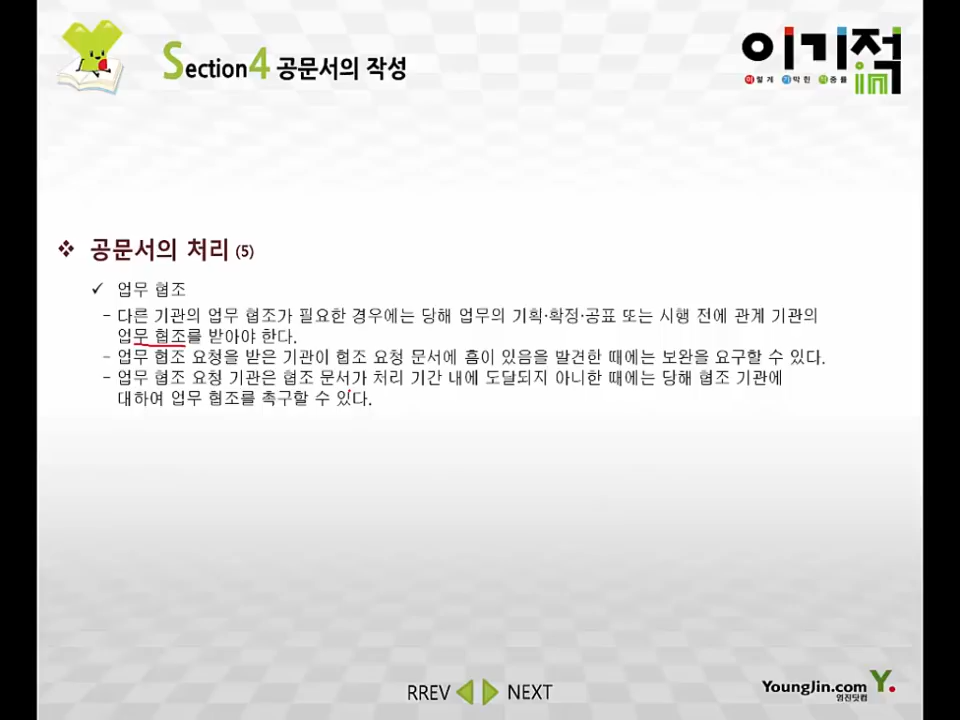 Section4 공문서의 작성
이기적in
이렇게 기막힌 적중률
❖ 공문서의 처리 (5)
✓ 업무 협조
- 다른 기관의 업무 협조가 필요한 경우에는 당해 업무의 기획·확정·공표 또는 시행 전에 관계 기관의
업무 협조를 받아야 한다.
- 업무 협조 요청을 받은 기관이 협조 요청 문서에 흠이 있음을 발견한 때에는 보완을 요구할 수 있다.
- 업무 협조 요청 기관은 협조 문서가 처리 기간 내에 도달되지 아니한 때에는 당해 협조 기관에
대하여 업무 협조를 촉구할 수 있다.
RREV NEXT
YoungJin.com Y.
영진닷컴